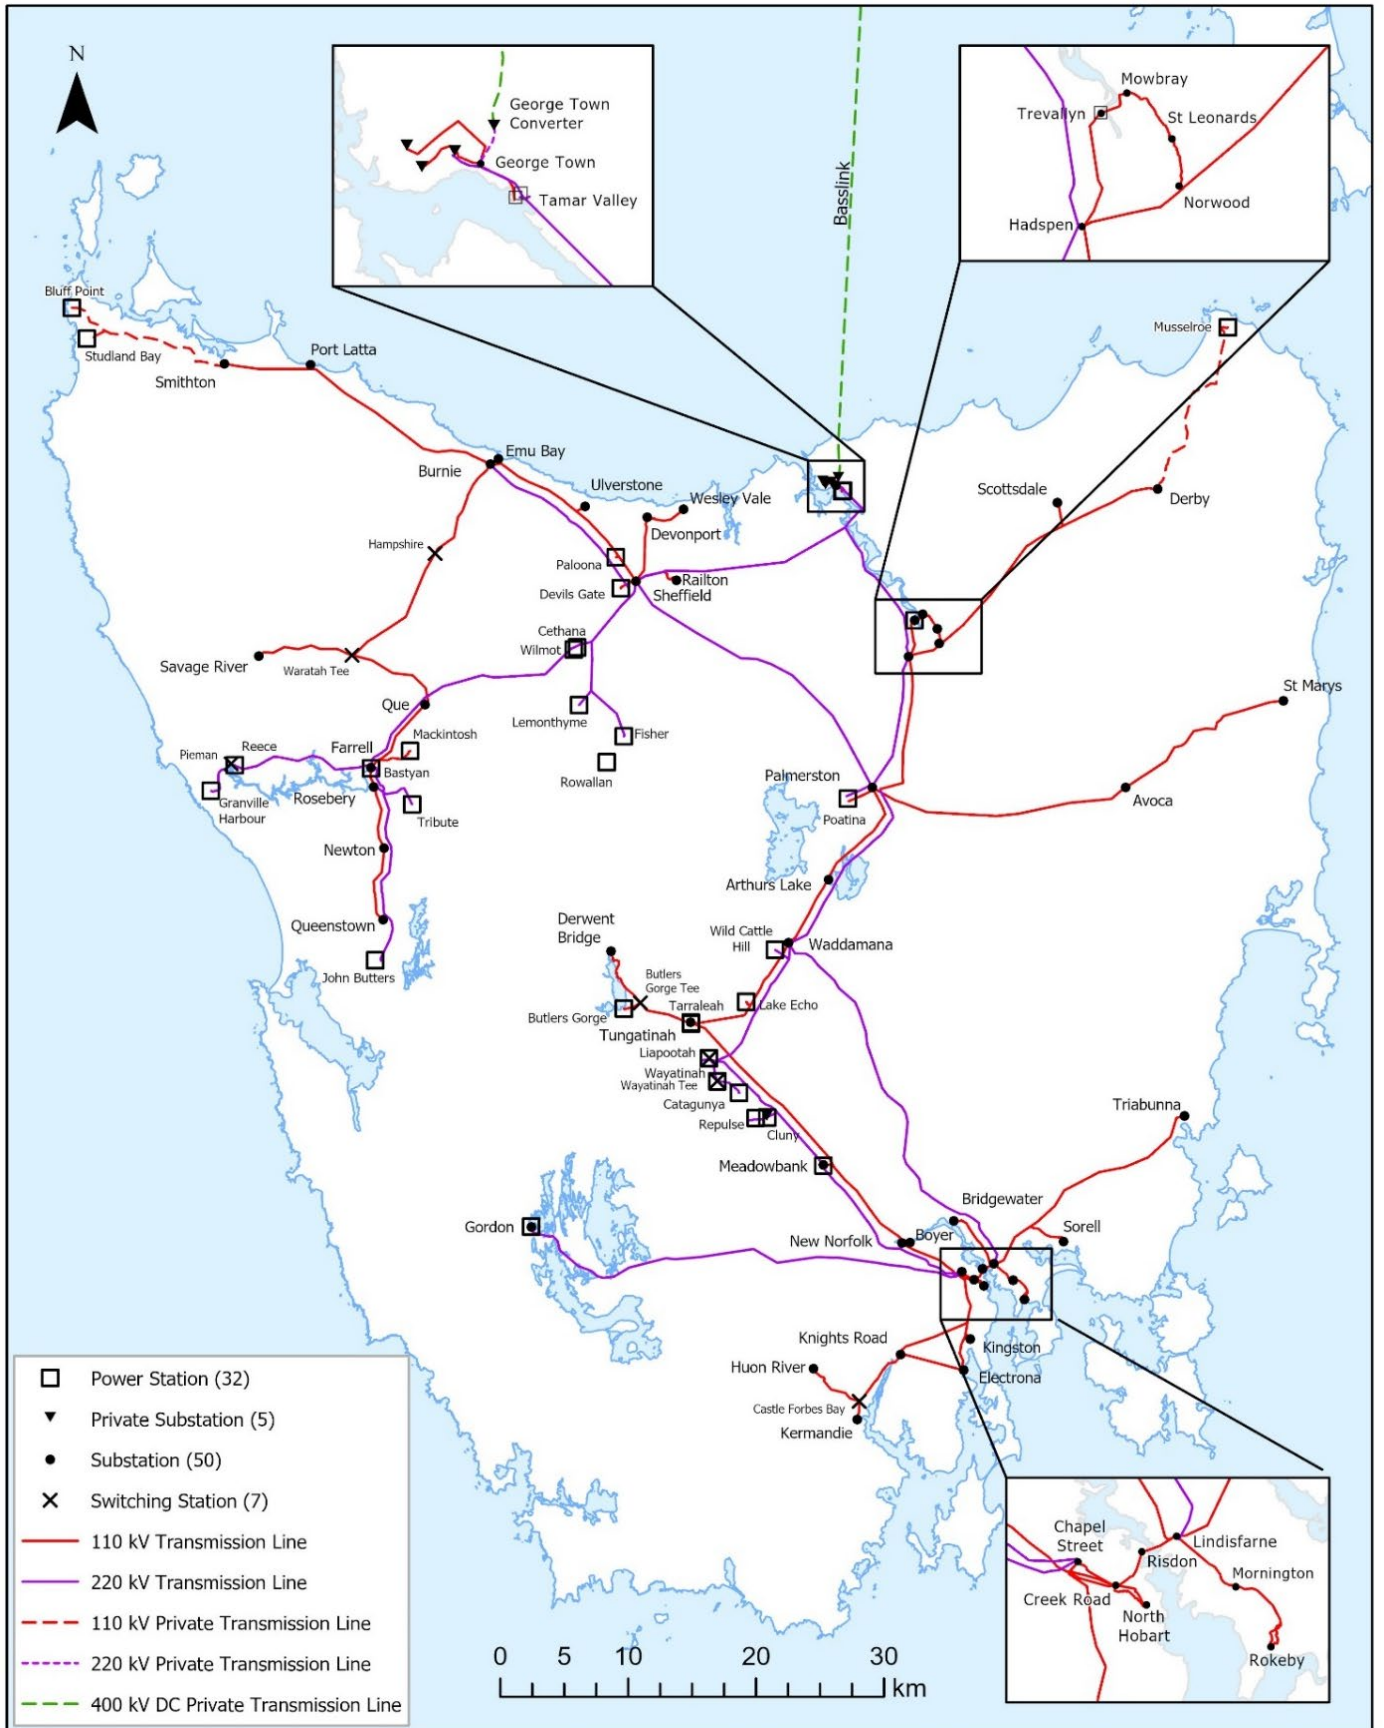 N
George Town
Converter
George Town
Tamar Valley
Basslink
Mowbray
Trevallyn
St Leonards
Norwood
Hadspen
Bluff Point
Studland Bay
Smithton
Port Latta
Musselroe
Emu Bay
Burnie
Ulverstone
Wesley Vale
Devonport
Scottsdale
Derby
Hampshire
Paloona
Devils Gate
Railton
Sheffield
Cethana
Wilmot
Savage River
Waratah Tee
Que
Lemonthyme
Fisher
Rowallan
St Marys
Mackintosh
Farrell
Bastyan
Pieman
Reece
Granville
Harbour
Rosebery
Tribute
Palmerston
Poatina
Avoca
Newton
Arthurs Lake
Queenstown
John Butters
Derwent
Bridge
Wild Cattle
Hill
Waddamana
Butlers
Gorge Tee
Butlers Gorge
Tarraleah
Lake Echo
Tungatinah
Liapootah
Wayatinah
Wayatinah Tee
Catagunya
Repulse
Cluny
Triabunna
Meadowbank
Gordon
Bridgewater
Sorell
New Norfolk
Boyer
Knights Road
Kingston
Huon River
Electrona
Castle Forbes Bay
Kermandie
Chapel
Street
Lindisfarne
Risdon
Mornington
Creek Road
North
Hobart
Rokeby
Power Station (32)
Private Substation (5)
Substation (50)
Switching Station (7)
110 kV Transmission Line
220 kV Transmission Line
110 kV Private Transmission Line
220 kV Private Transmission Line
400 kV DC Private Transmission Line
0 5 10 20 30
km